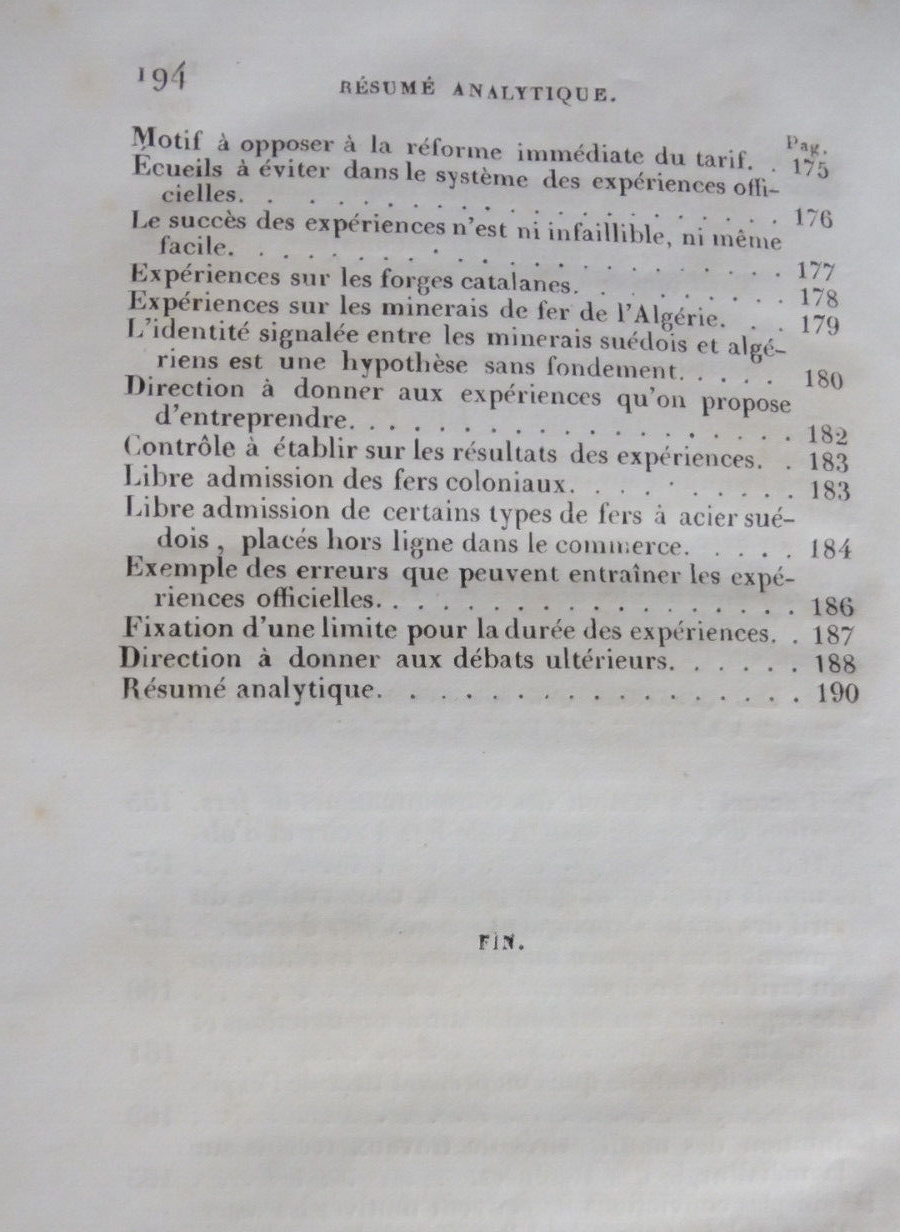 194
RÉSUMÉ ANALYTIQUE.
Pag.
Motif à opposer à la réforme immédiate du tarif. . 175
Écueils à éviter dans le système des expériences offi-
cielles. . . . . . . . . . . . . . . . . . . 176
Le succès des expériences n'est ni infaillible, ni même
facile. . . . . . . . . . . . . . . . . . . . 177
Expériences sur les forges catalanes. . . . . . . . 178
Expériences sur les minerais de fer de l'Algérie. . . 179
L'identité signalée entre les minerais suédois et algé-
riens est une hypothèse sans fondement. . . . . 180
Direction à donner aux expériences qu'on propose
d'entreprendre. . . . . . . . . . . . . . . . . 182
Contrôle à établir sur les résultats des expériences. . 183
Libre admission des fers coloniaux. . . . . . . . . 183
Libre admission de certains types de fers à acier sué-
dois, placés hors ligne dans le commerce. . . . . 184
Exemple des erreurs que peuvent entraîner les expé-
riences officielles. . . . . . . . . . . . . . . . 186
Fixation d'une limite pour la durée des expériences. . 187
Direction à donner aux débats ultérieurs. . . . . . 188
Résumé analytique. . . . . . . . . . . . . . . . 190
FIN.